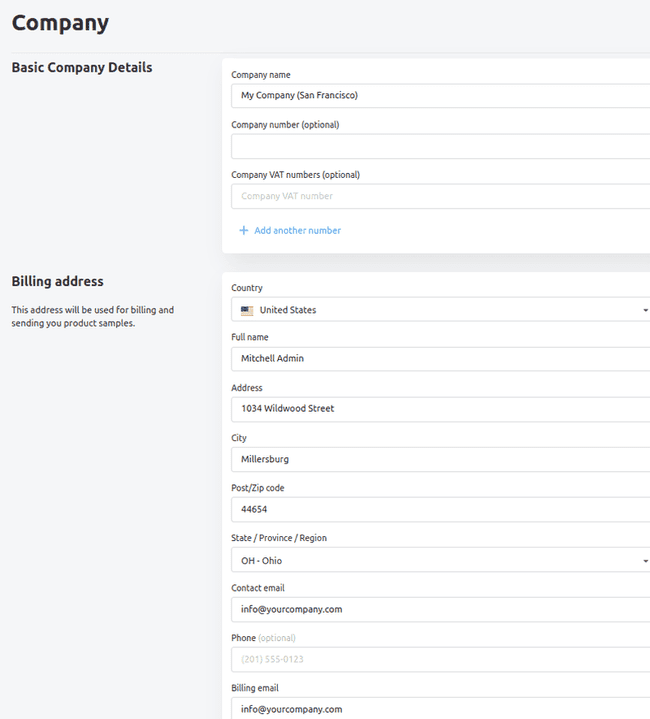 Company
Basic Company Details
Company name
My Company (San Francisco)
Company number (optional)
Company VAT numbers (optional)
Company VAT number
+ Add another number
Billing address
This address will be used for billing and
sending you product samples.
Country
United States
Full name
Mitchell Admin
Address
1034 Wildwood Street
City
Millersburg
Post/Zip code
44654
State / Province / Region
OH - Ohio
Contact email
info@yourcompany.com
Phone (optional)
(201) 555-0123
Billing email
info@yourcompany.com